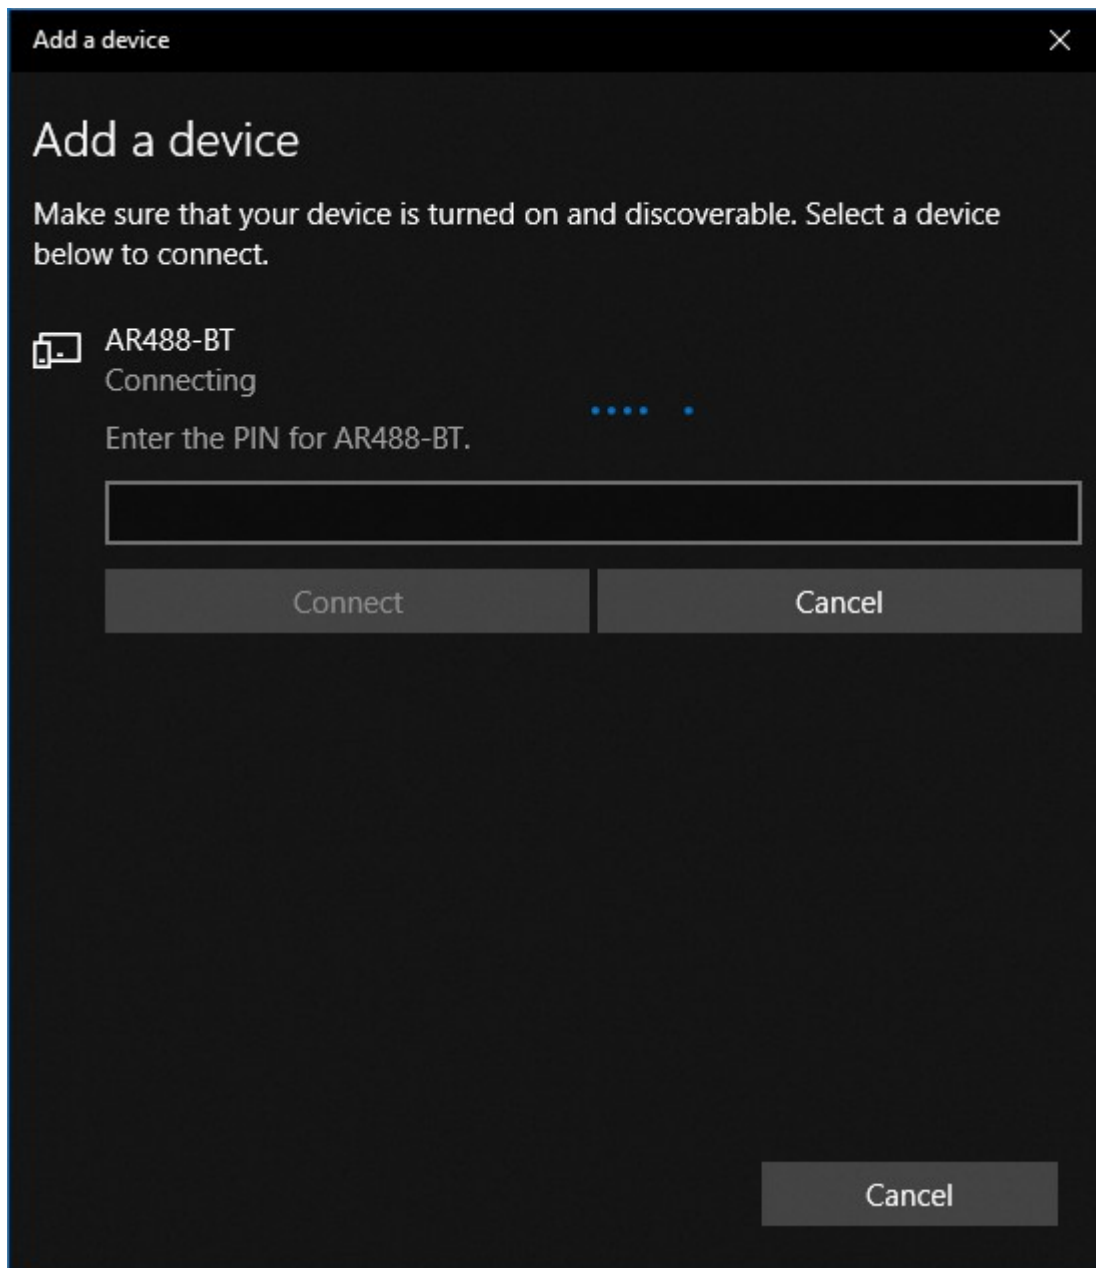 Add a device
Add a device
Make sure that your device is turned on and discoverable. Select a device
below to connect.
AR488-BT
Connecting
Enter the PIN for AR488-BT.
Connect
Cancel
Cancel